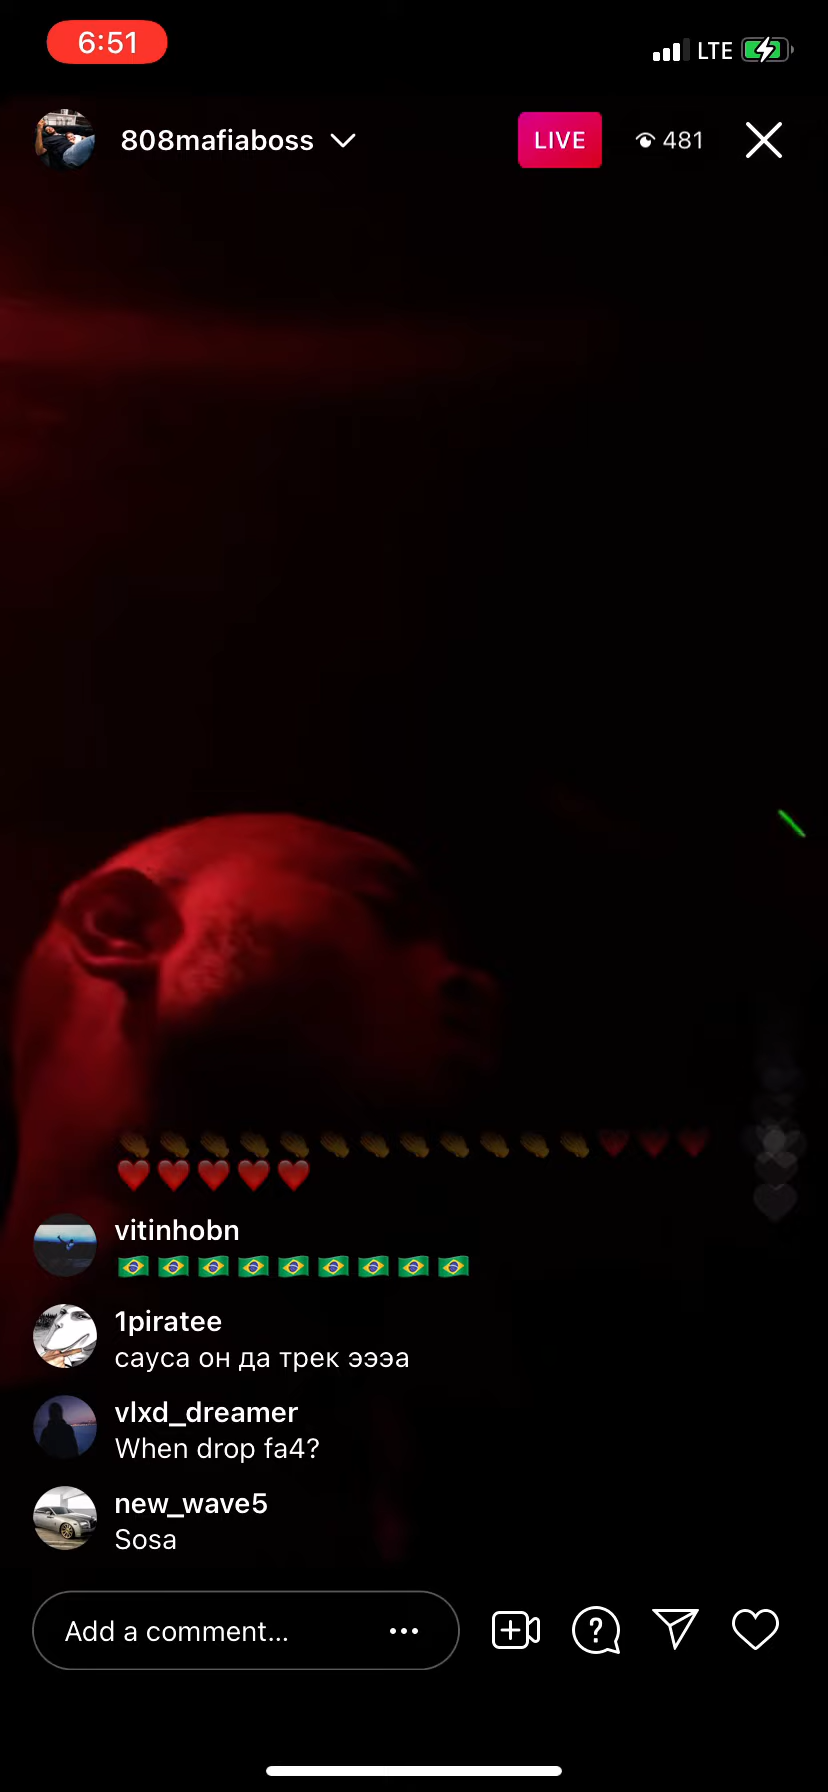 6:51 LTE
808mafiaboss LIVE 481
👏👏👏👏👏👏👏👏👏👏👏👏❤️❤️❤️
❤️❤️❤️❤️❤️
vitinhobn
🇧🇷🇧🇷🇧🇷🇧🇷🇧🇷🇧🇷🇧🇷🇧🇷🇧🇷
1piratee
сауса он да трек эээа
vlxd_dreamer
When drop fa4?
new_wave5
Sosa
Add a comment...